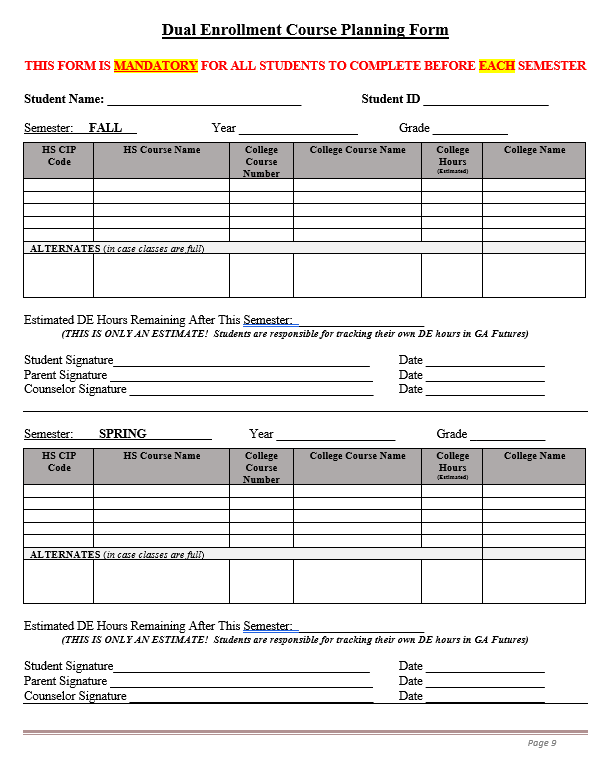 Dual Enrollment Course Planning Form
THIS FORM IS MANDATORY FOR ALL STUDENTS TO COMPLETE BEFORE EACH SEMESTER
Student Name: Student ID
Semester: FALL Year Grade
HS CIP Code HS Course Name College Course Number College Course Name College Hours (Estimated) College Name
ALTERNATES (in case classes are full)
Estimated DE Hours Remaining After This Semester:
(THIS IS ONLY AN ESTIMATE! Students are responsible for tracking their own DE hours in GA Futures)
Student Signature Date
Parent Signature Date
Counselor Signature Date
Semester: SPRING Year Grade
HS CIP Code HS Course Name College Course Number College Course Name College Hours (Estimated) College Name
ALTERNATES (in case classes are full)
Estimated DE Hours Remaining After This Semester:
(THIS IS ONLY AN ESTIMATE! Students are responsible for tracking their own DE hours in GA Futures)
Student Signature Date
Parent Signature Date
Counselor Signature Date
Page 9